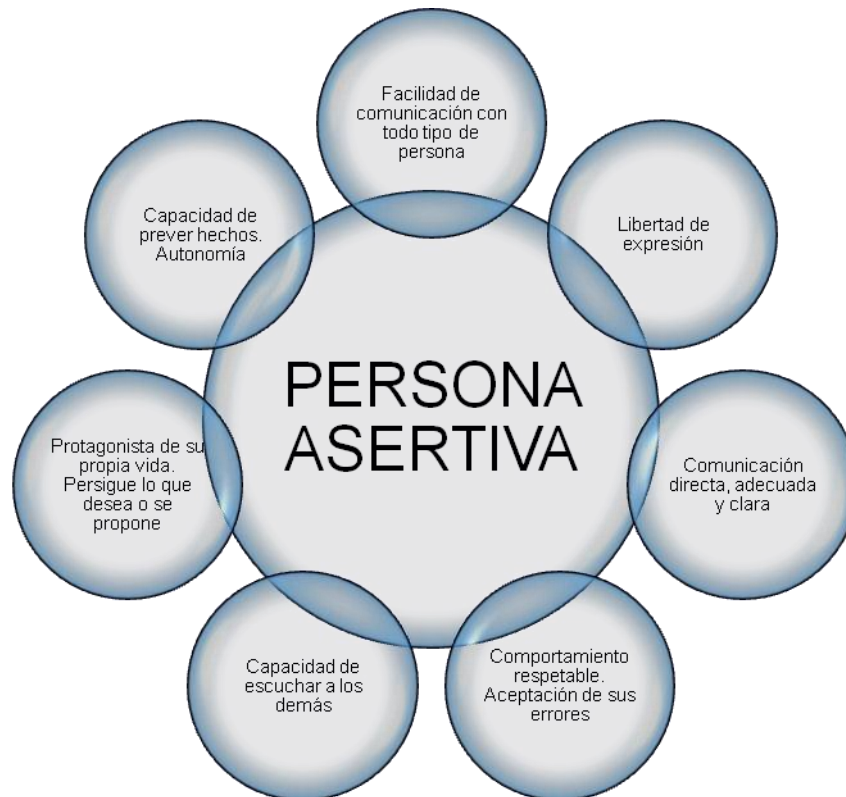 Facilidad de
comunicación con
todo tipo de
persona
Libertad de
expresión
Comunicación
directa, adecuada
y clara
Comportamiento
respetable.
Aceptación de sus
errores
Capacidad de
escuchar a los
demás
Protagonista de su
propia vida.
Persigue lo que
desea o se
propone
Capacidad de
prever hechos.
Autonomía
PERSONA
ASERTIVA